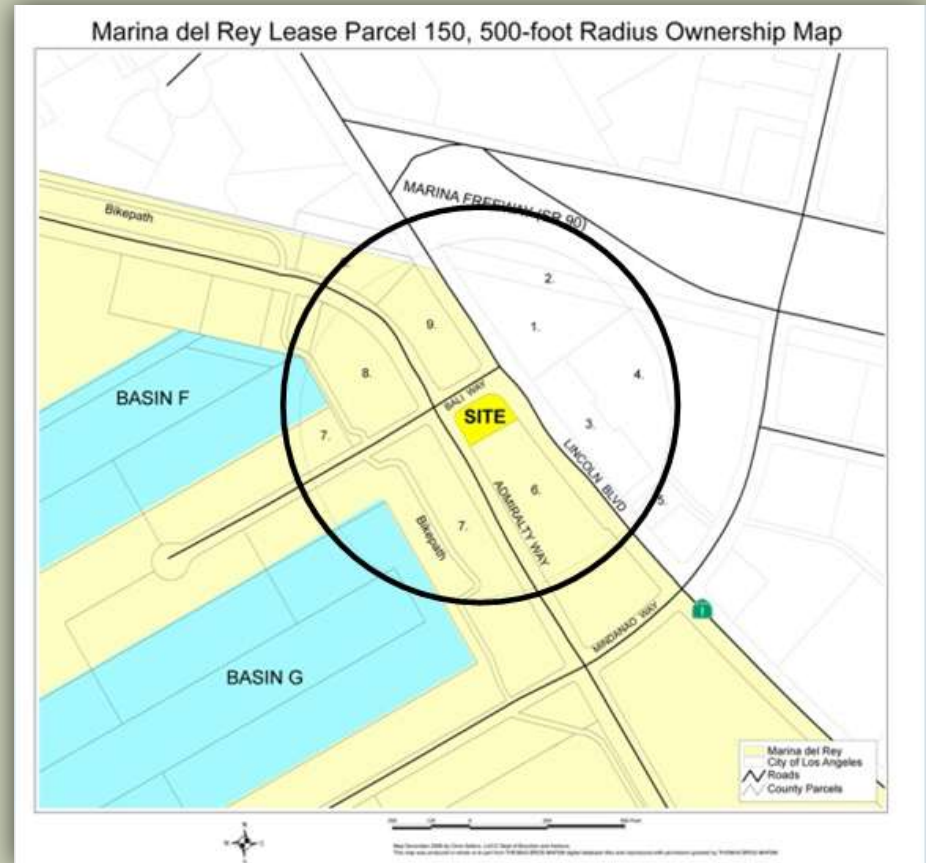 Marina del Rey Lease Parcel 150, 500-foot Radius Ownership Map
MARINA FREEWAY (SR 90)
Bikepath
2.
1.
9.
4.
8.
BASIN F
BALI WAY
SITE
3.
7.
LINCOLN BLVD
6.
7.
ADMIRALTY WAY
Bikepath
MINDANAO WAY
1
BASIN G
Marina del Rey
City of Los Angeles
Roads
County Parcels